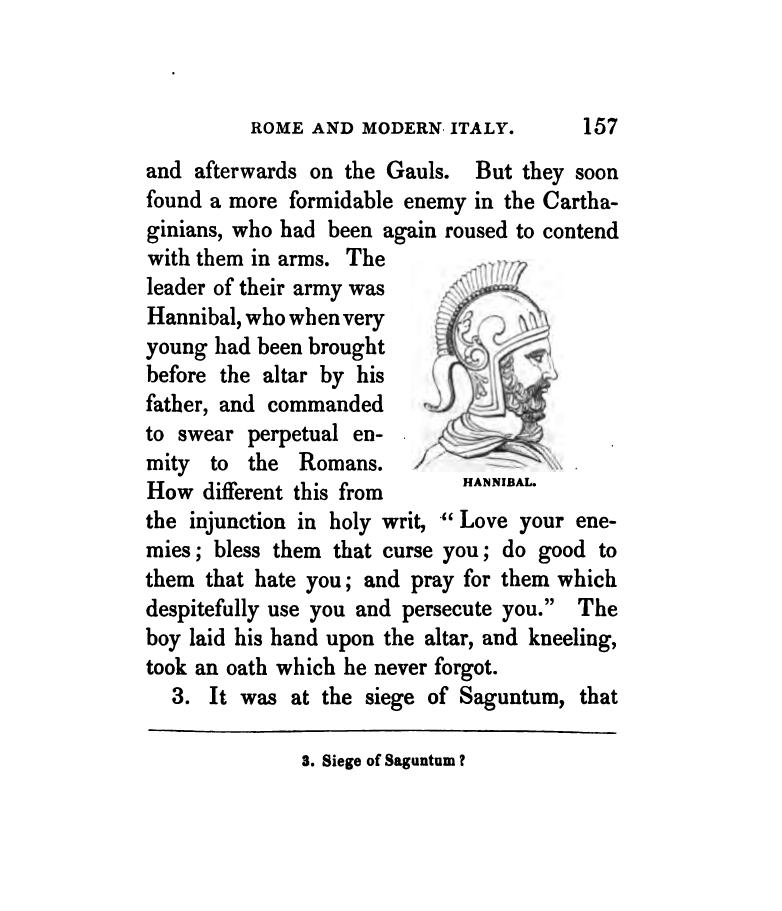 ROME AND MODERN ITALY. 157
and afterwards on the Gauls. But they soon
found a more formidable enemy in the Cartha-
ginians, who had been again roused to contend
with them in arms. The
leader of their army was
Hannibal, who when very
young had been brought
before the altar by his
father, and commanded
to swear perpetual en-
mity to the Romans.
How different this from
HANNIBAL.
the injunction in holy writ, “ Love your ene-
mies ; bless them that curse you ; do good to
them that hate you ; and pray for them which
despitefully use you and persecute you.” The
boy laid his hand upon the altar, and kneeling,
took an oath which he never forgot.
3. It was at the siege of Saguntum, that
3. Siege of Saguntum ?